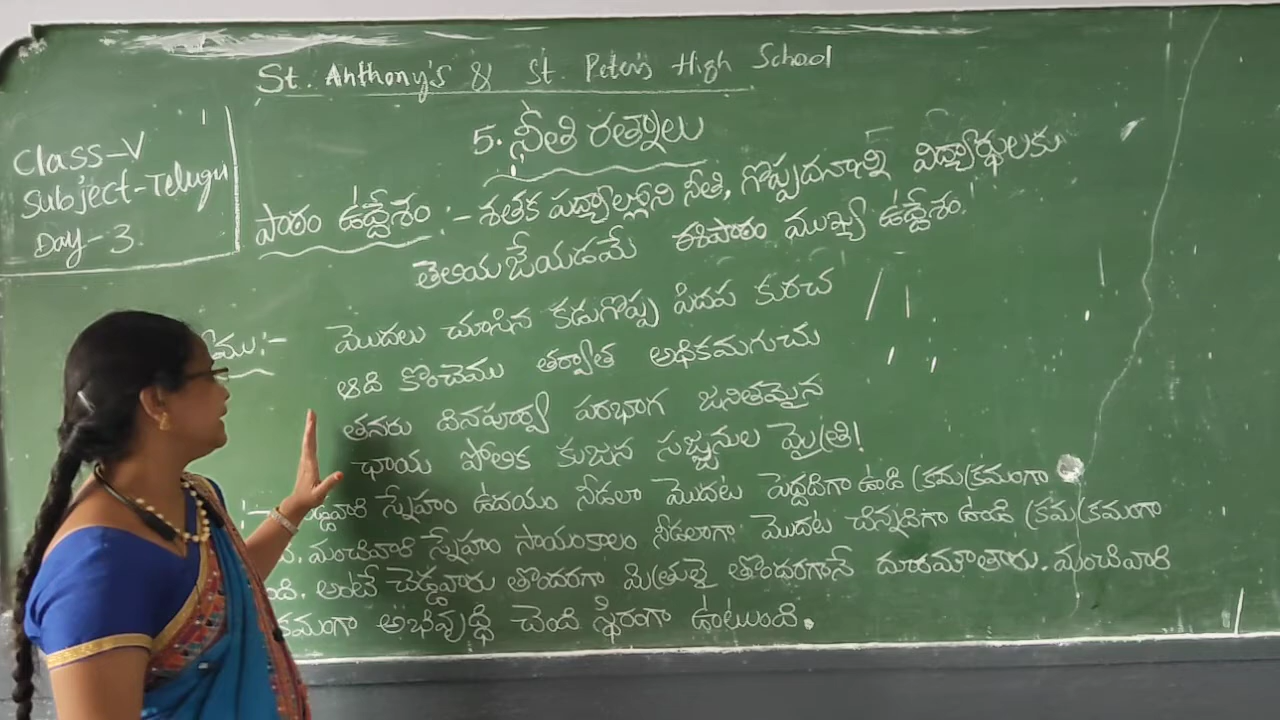 St. Anthony's & St. Peter's High School
Class-V
Subject-Telugu
Day-3.
5. నీతి రత్నాలు
పాఠం ఉద్దేశం :- శతక పద్యాల్లోని నీతి, గొప్పదనాన్ని విద్యార్థులకు
తెలియజేయడమే ఈపాఠం ముఖ్య ఉద్దేశం.
మొదలు చూసిన కడుగొప్ప పిదప కురచ
ఆది కొంచెము తర్వాత అధికమగుచు
తనరు దినపూర్వ పరభాగ జనితమైన
ఛాయ పోలిక కుజన సజ్జనుల మైత్రి!
స్నేహం ఉదయం నీడలా మొదట పెద్దదిగా ఉండి క్రమక్రమంగా
మంచివారి స్నేహం సాయంకాలం నీడలాగా మొదట చిన్నదిగా ఉండి క్రమక్రమంగా
అంటే చెడ్డవారు తొందరగా మిత్రులై తొందరగానే దూరమౌతారు. మంచివారి
అభివృద్ధి చెంది స్థిరంగా ఉంటుంది.